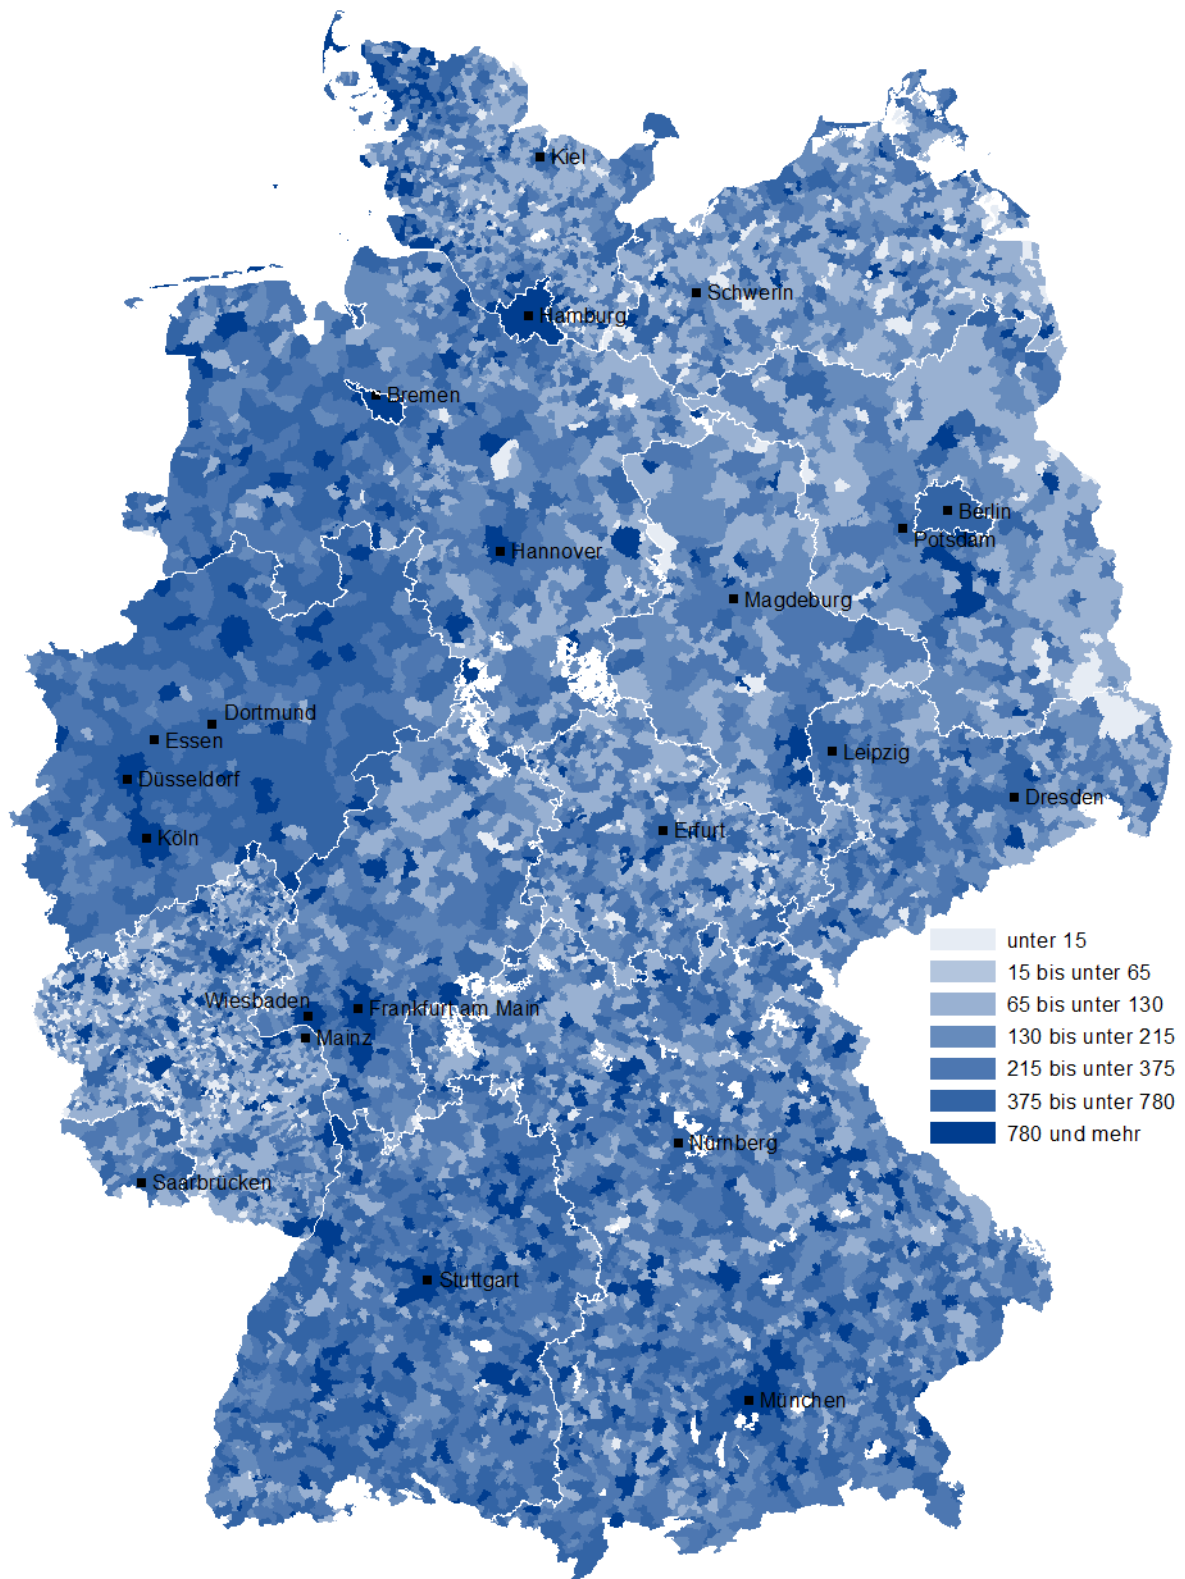 Kiel
Schwerin
Hamburg
Bremen
Berlin
Potsdam
Hannover
Magdeburg
Dortmund
Essen
Düsseldorf
Leipzig
Dresden
Köln
Erfurt
unter 15
15 bis unter 65
65 bis unter 130
130 bis unter 215
215 bis unter 375
375 bis unter 780
780 und mehr
Wiesbaden
Frankfurt am Main
Mainz
Nürnberg
Saarbrücken
Stuttgart
München